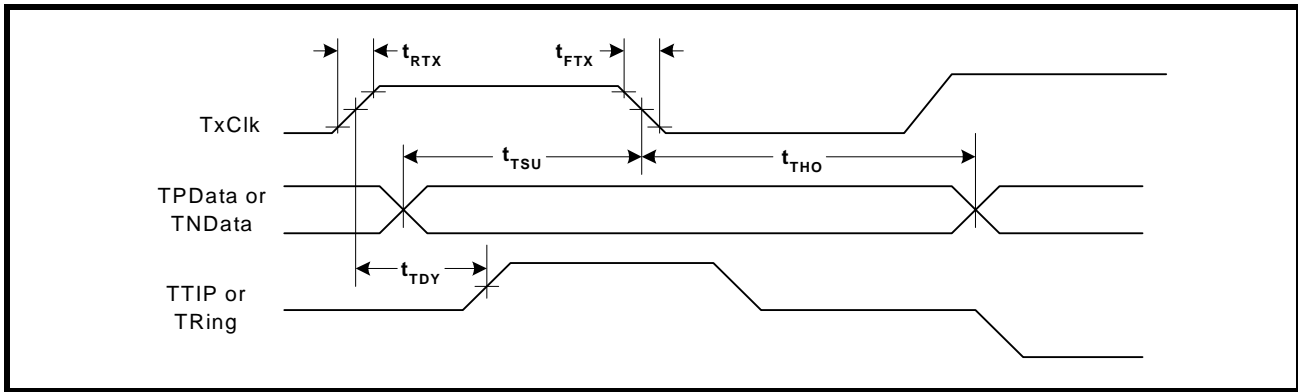 tRTX
tFTX
TxClk
tTSU
tTHO
TPData or
TNData
tTDY
TTIP or
TRing